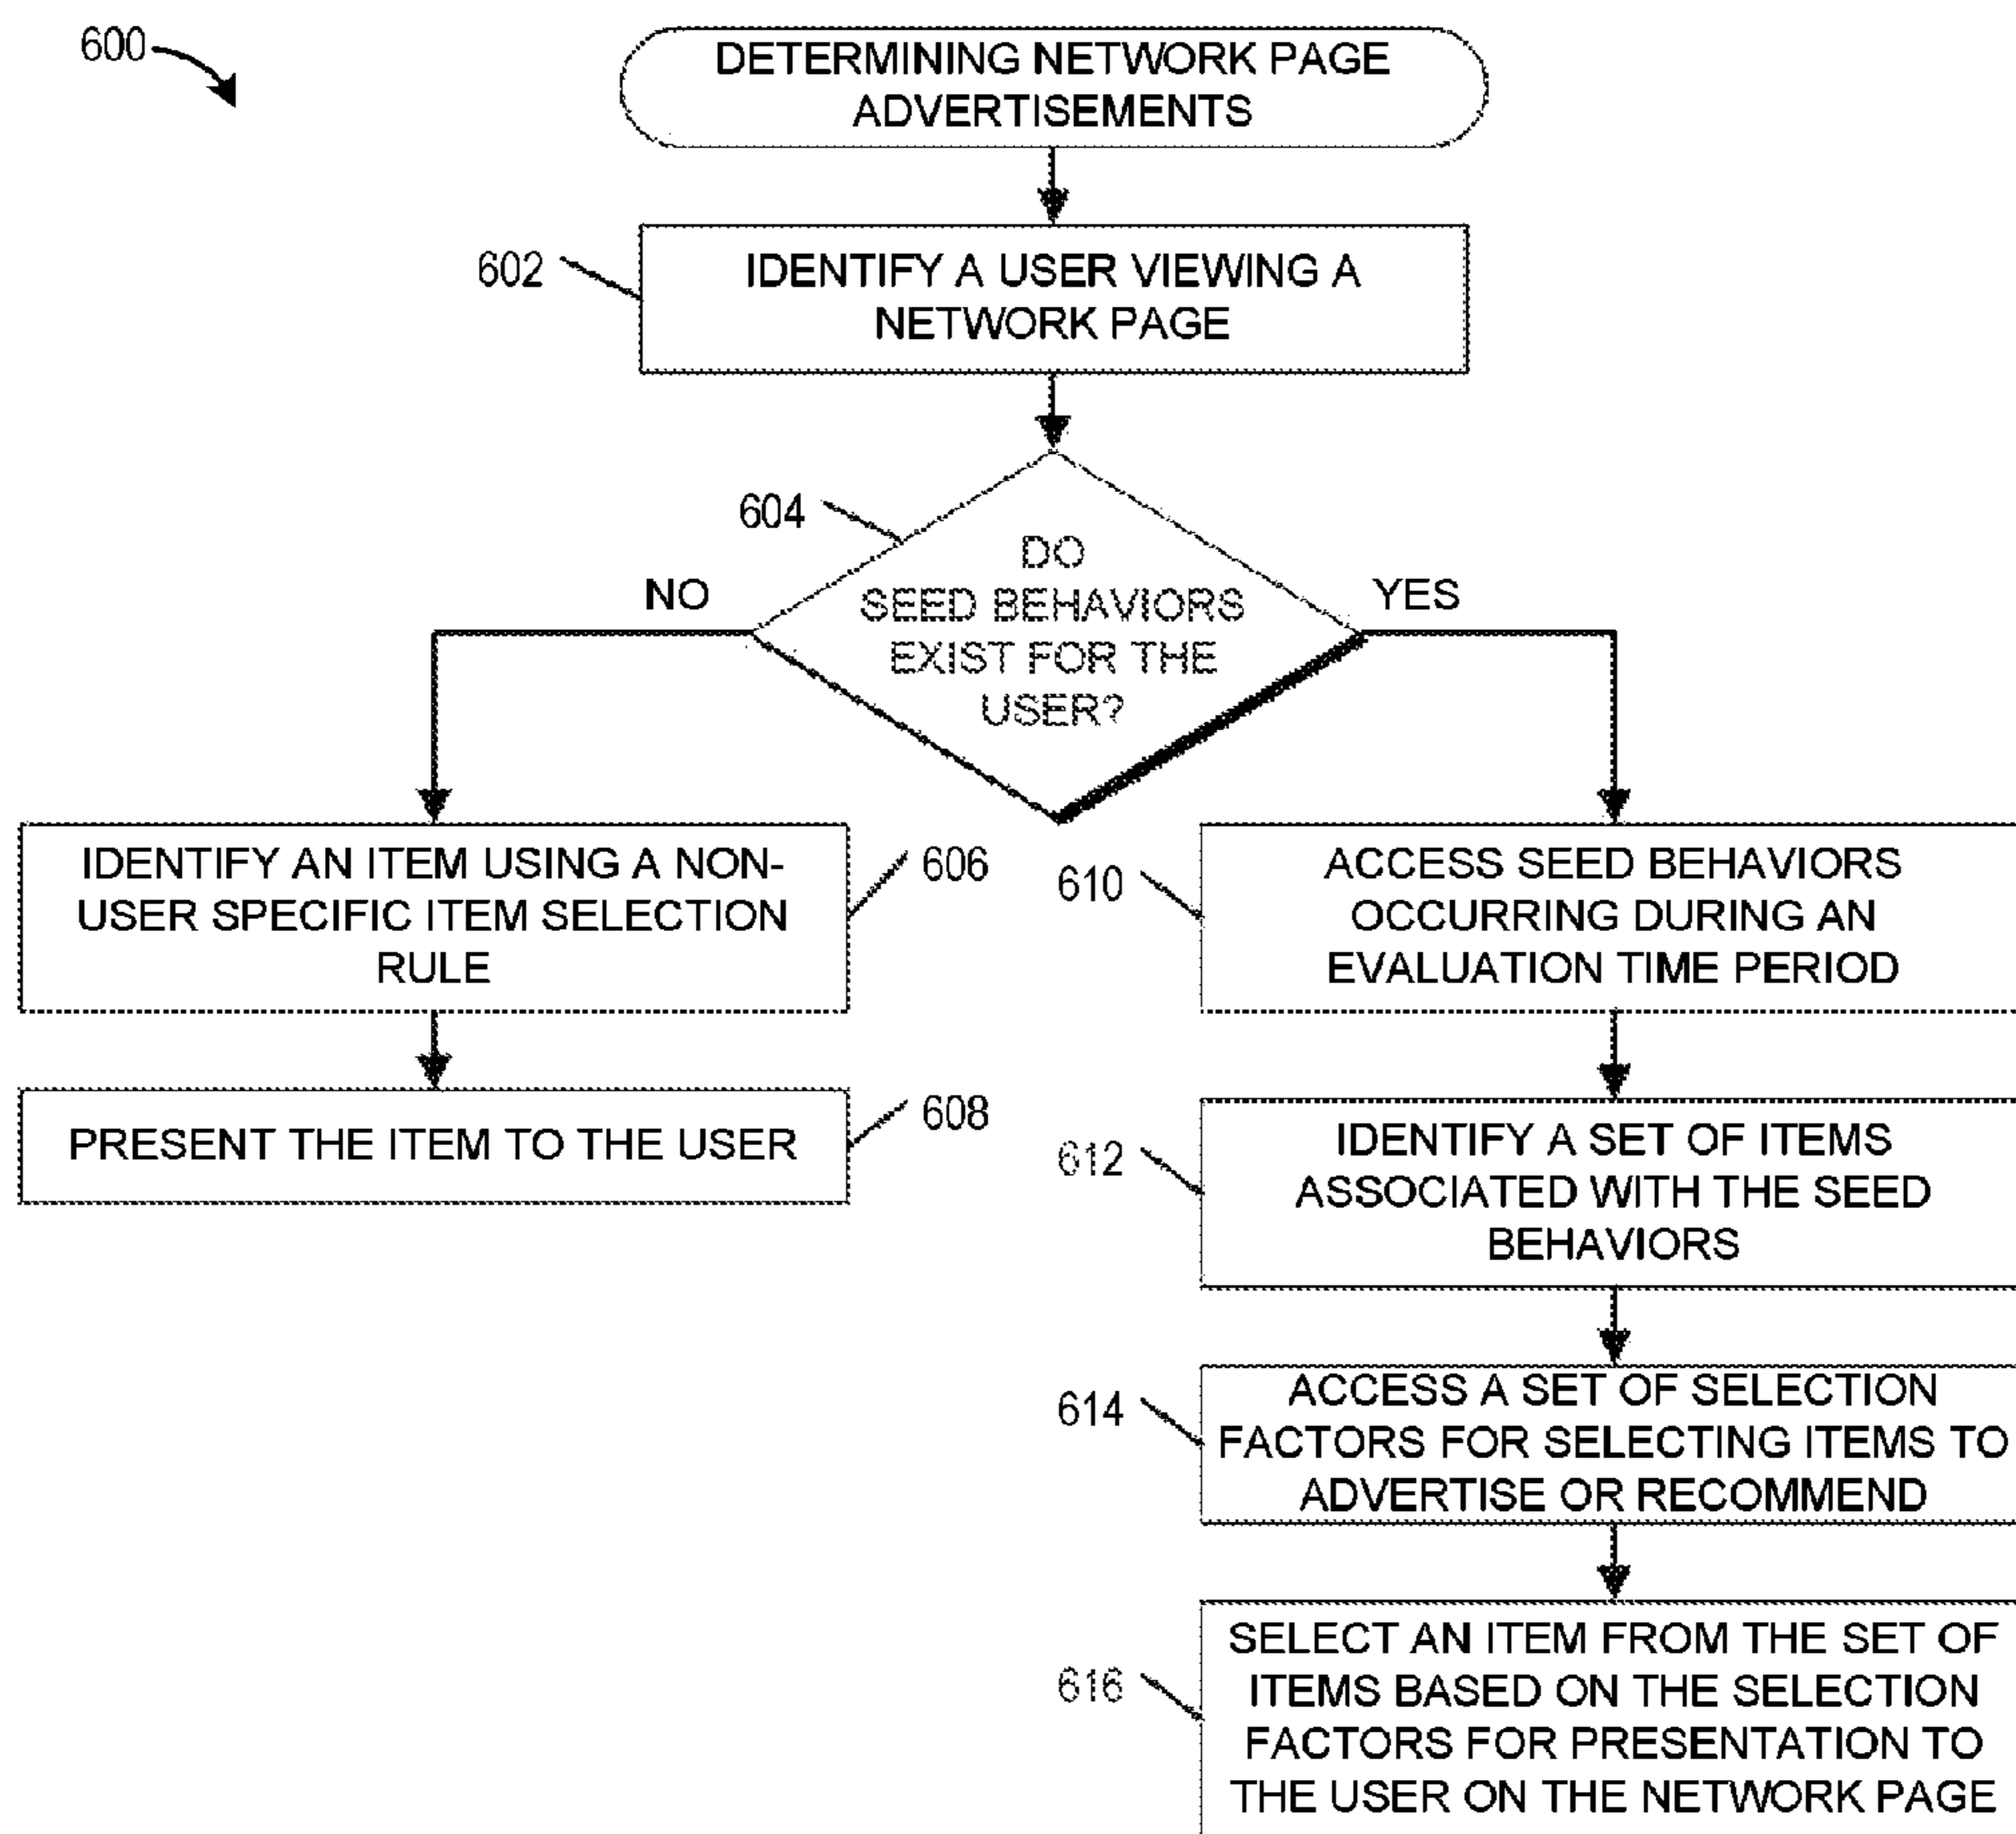 600
DETERMINING NETWORK PAGE
ADVERTISEMENTS
602
IDENTIFY A USER VIEWING A
NETWORK PAGE
604
DO
SEED BEHAVIORS
EXIST FOR THE
USER?
NO
YES
IDENTIFY AN ITEM USING A NON-
USER SPECIFIC ITEM SELECTION
RULE
606
PRESENT THE ITEM TO THE USER
608
610
ACCESS SEED BEHAVIORS
OCCURRING DURING AN
EVALUATION TIME PERIOD
612
IDENTIFY A SET OF ITEMS
ASSOCIATED WITH THE SEED
BEHAVIORS
614
ACCESS A SET OF SELECTION
FACTORS FOR SELECTING ITEMS TO
ADVERTISE OR RECOMMEND
616
SELECT AN ITEM FROM THE SET OF
ITEMS BASED ON THE SELECTION
FACTORS FOR PRESENTATION TO
THE USER ON THE NETWORK PAGE